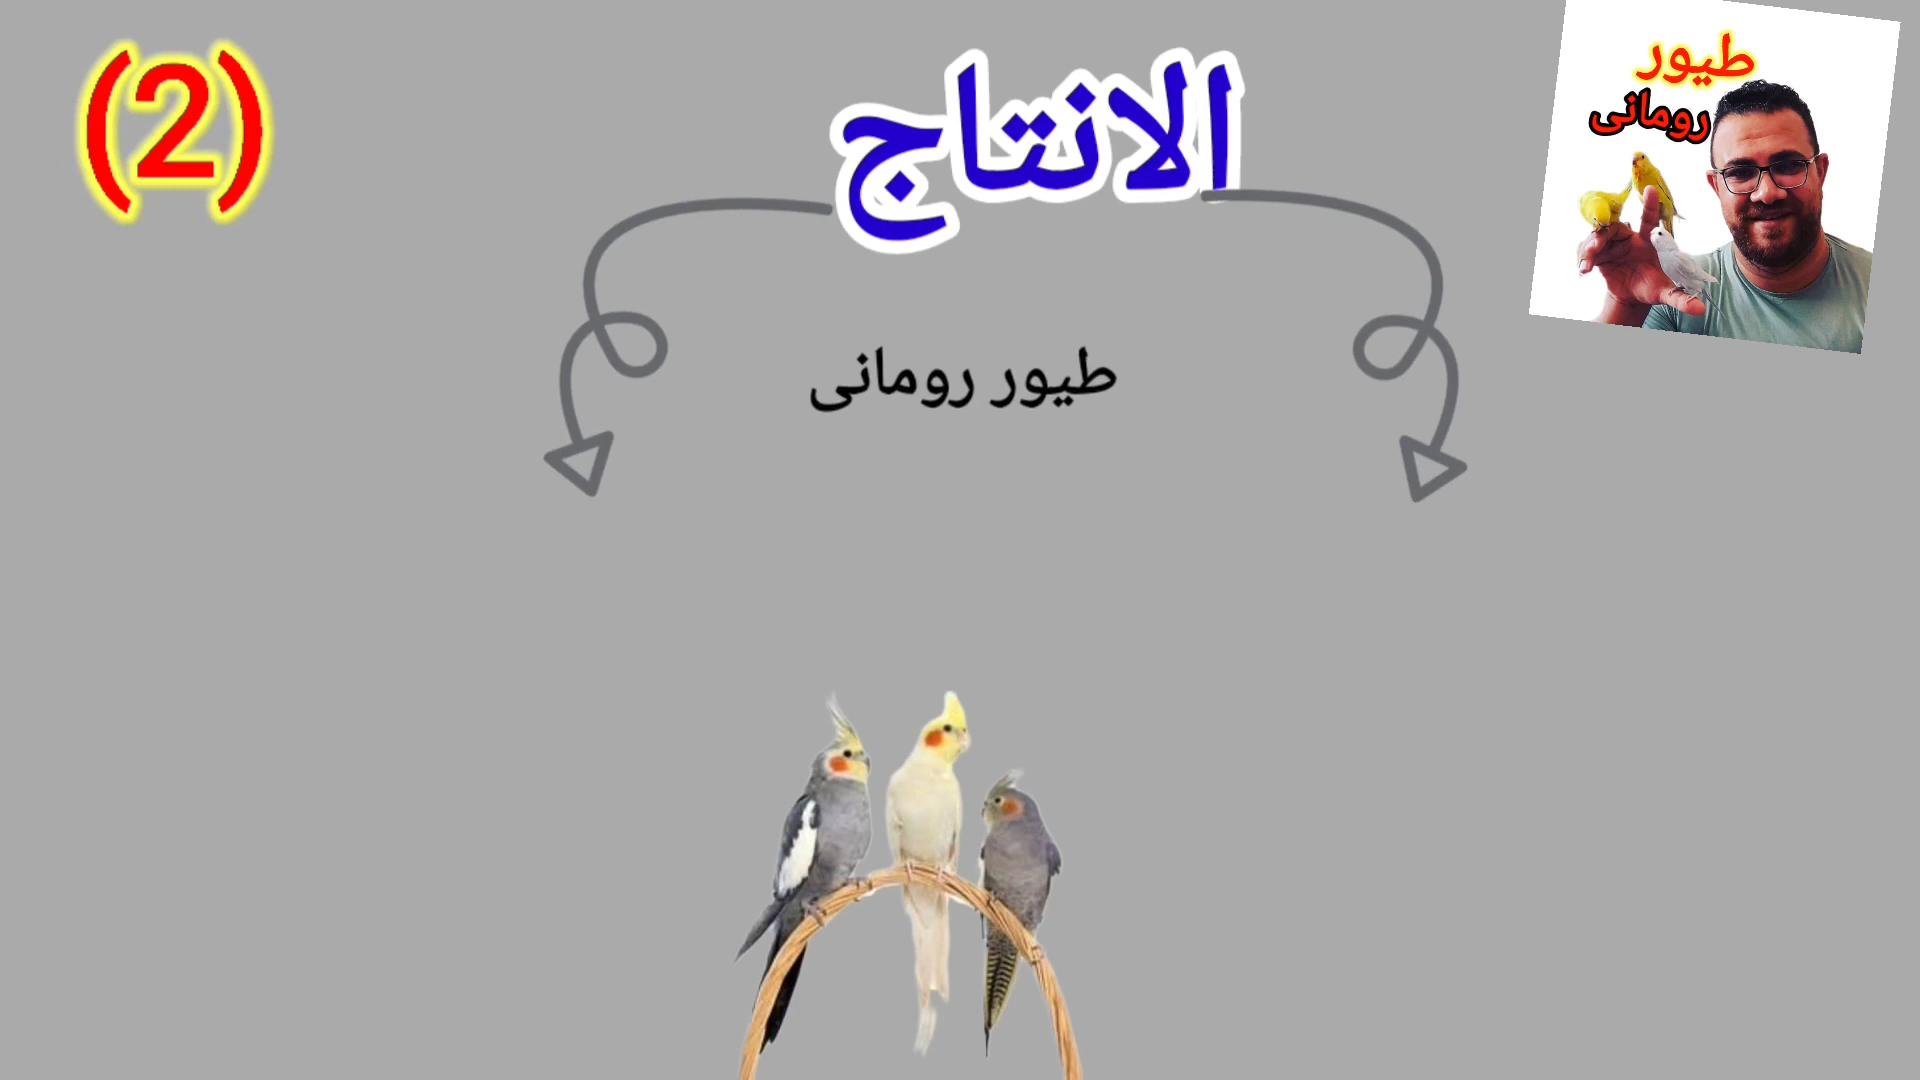 (2)
الانتاج
طيور
رومانى
طيور رومانى